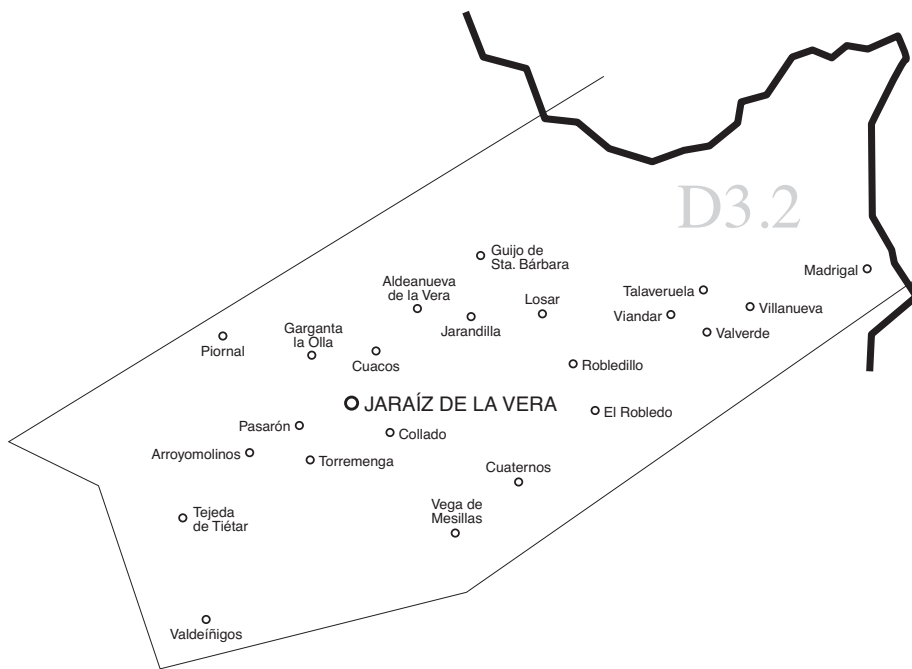 D3.2
Guijo de
Sta. Bárbara
Madrigal
Aldeanueva
de la Vera
Talaveruela
Losar
Villanueva
Viandar
Jarandilla
Garganta
la Olla
Valverde
Piornal
Cuacos
Robledillo
JARAÍZ DE LA VERA
El Robledo
Pasarón
Collado
Arroyomolinos
Torremenga
Cuaternos
Tejeda
de Tiétar
Vega de
Mesillas
Valdeíñigos